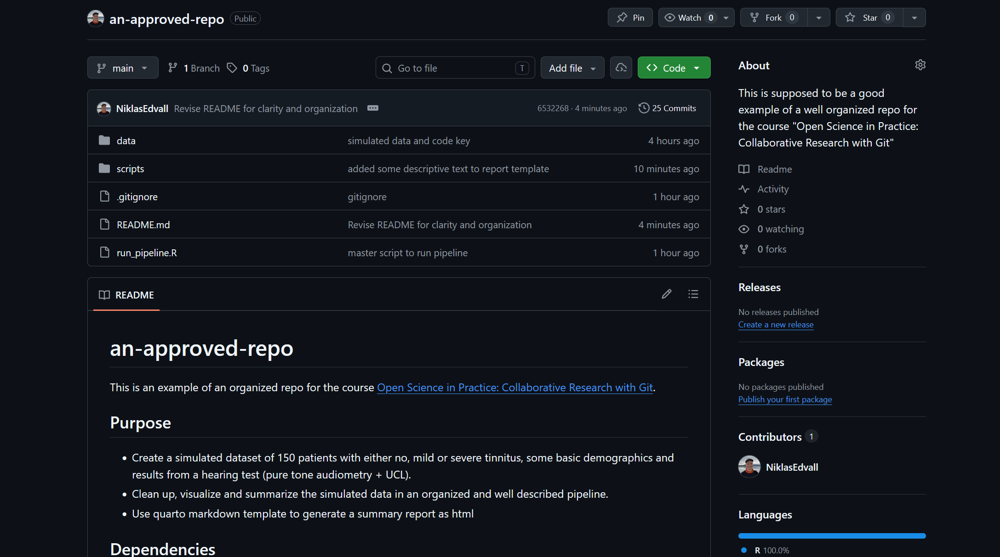 an-approved-repo Public
Pin Watch 0 Fork 0 Star 0
main 1 Branch 0 Tags Go to file T Add file Code
NiklasEdvall Revise README for clarity and organization 6532268 · 4 minutes ago 25 Commits
data simulated data and code key 4 hours ago
scripts added some descriptive text to report template 10 minutes ago
.gitignore gitignore 1 hour ago
README.md Revise README for clarity and organization 4 minutes ago
run_pipeline.R master script to run pipeline 1 hour ago
README
an-approved-repo
This is an example of an organized repo for the course Open Science in Practice: Collaborative Research with Git.
Purpose
• Create a simulated dataset of 150 patients with either no, mild or severe tinnitus, some basic demographics and
results from a hearing test (pure tone audiometry + UCL).
• Clean up, visualize and summarize the simulated data in an organized and well described pipeline.
• Use quarto markdown template to generate a summary report as html
Dependencies
About
This is supposed to be a good
example of a well organized repo for
the course "Open Science in Practice:
Collaborative Research with Git"
Readme
Activity
0 stars
0 watching
0 forks
Releases
No releases published
Create a new release
Packages
No packages published
Publish your first package
Contributors 1
NiklasEdvall
Languages
R 100.0%